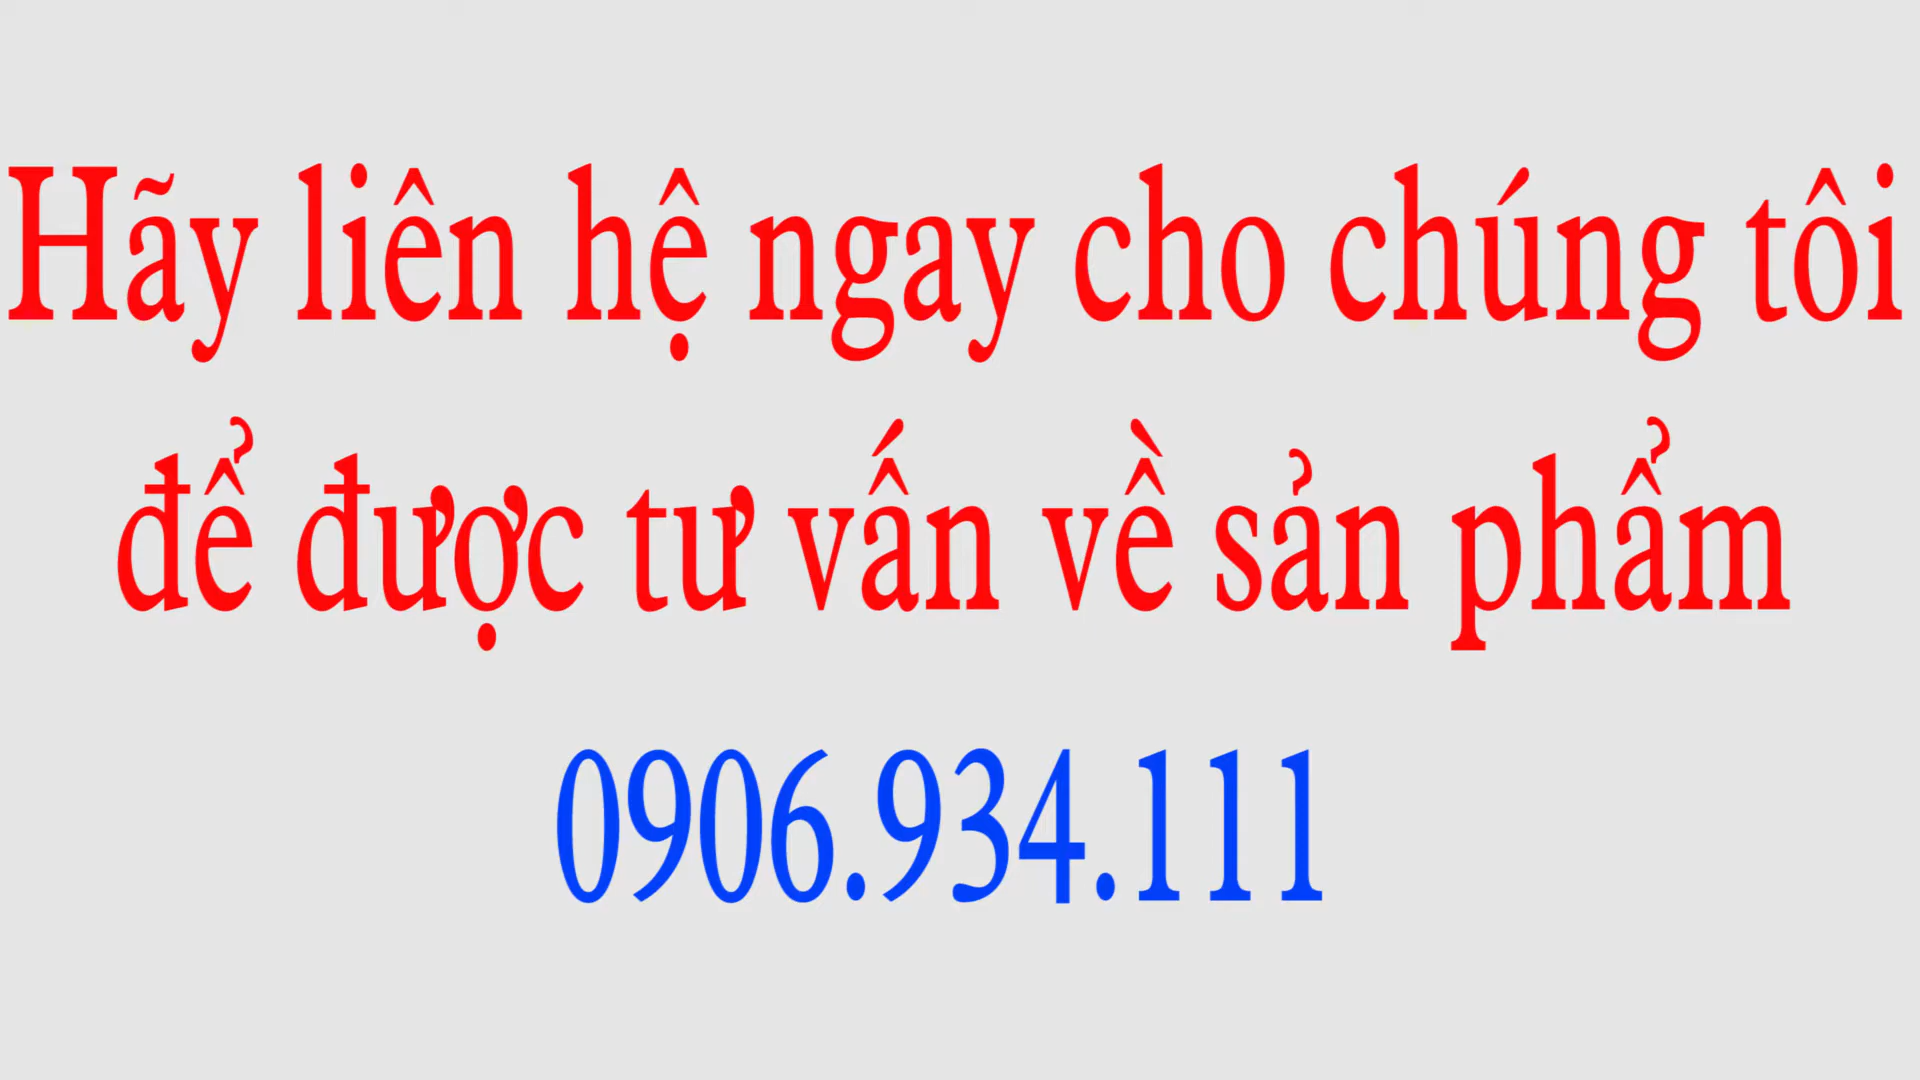 Hãy liên hệ ngay cho chúng tôi
để được tư vấn về sản phẩm
0906.934.111